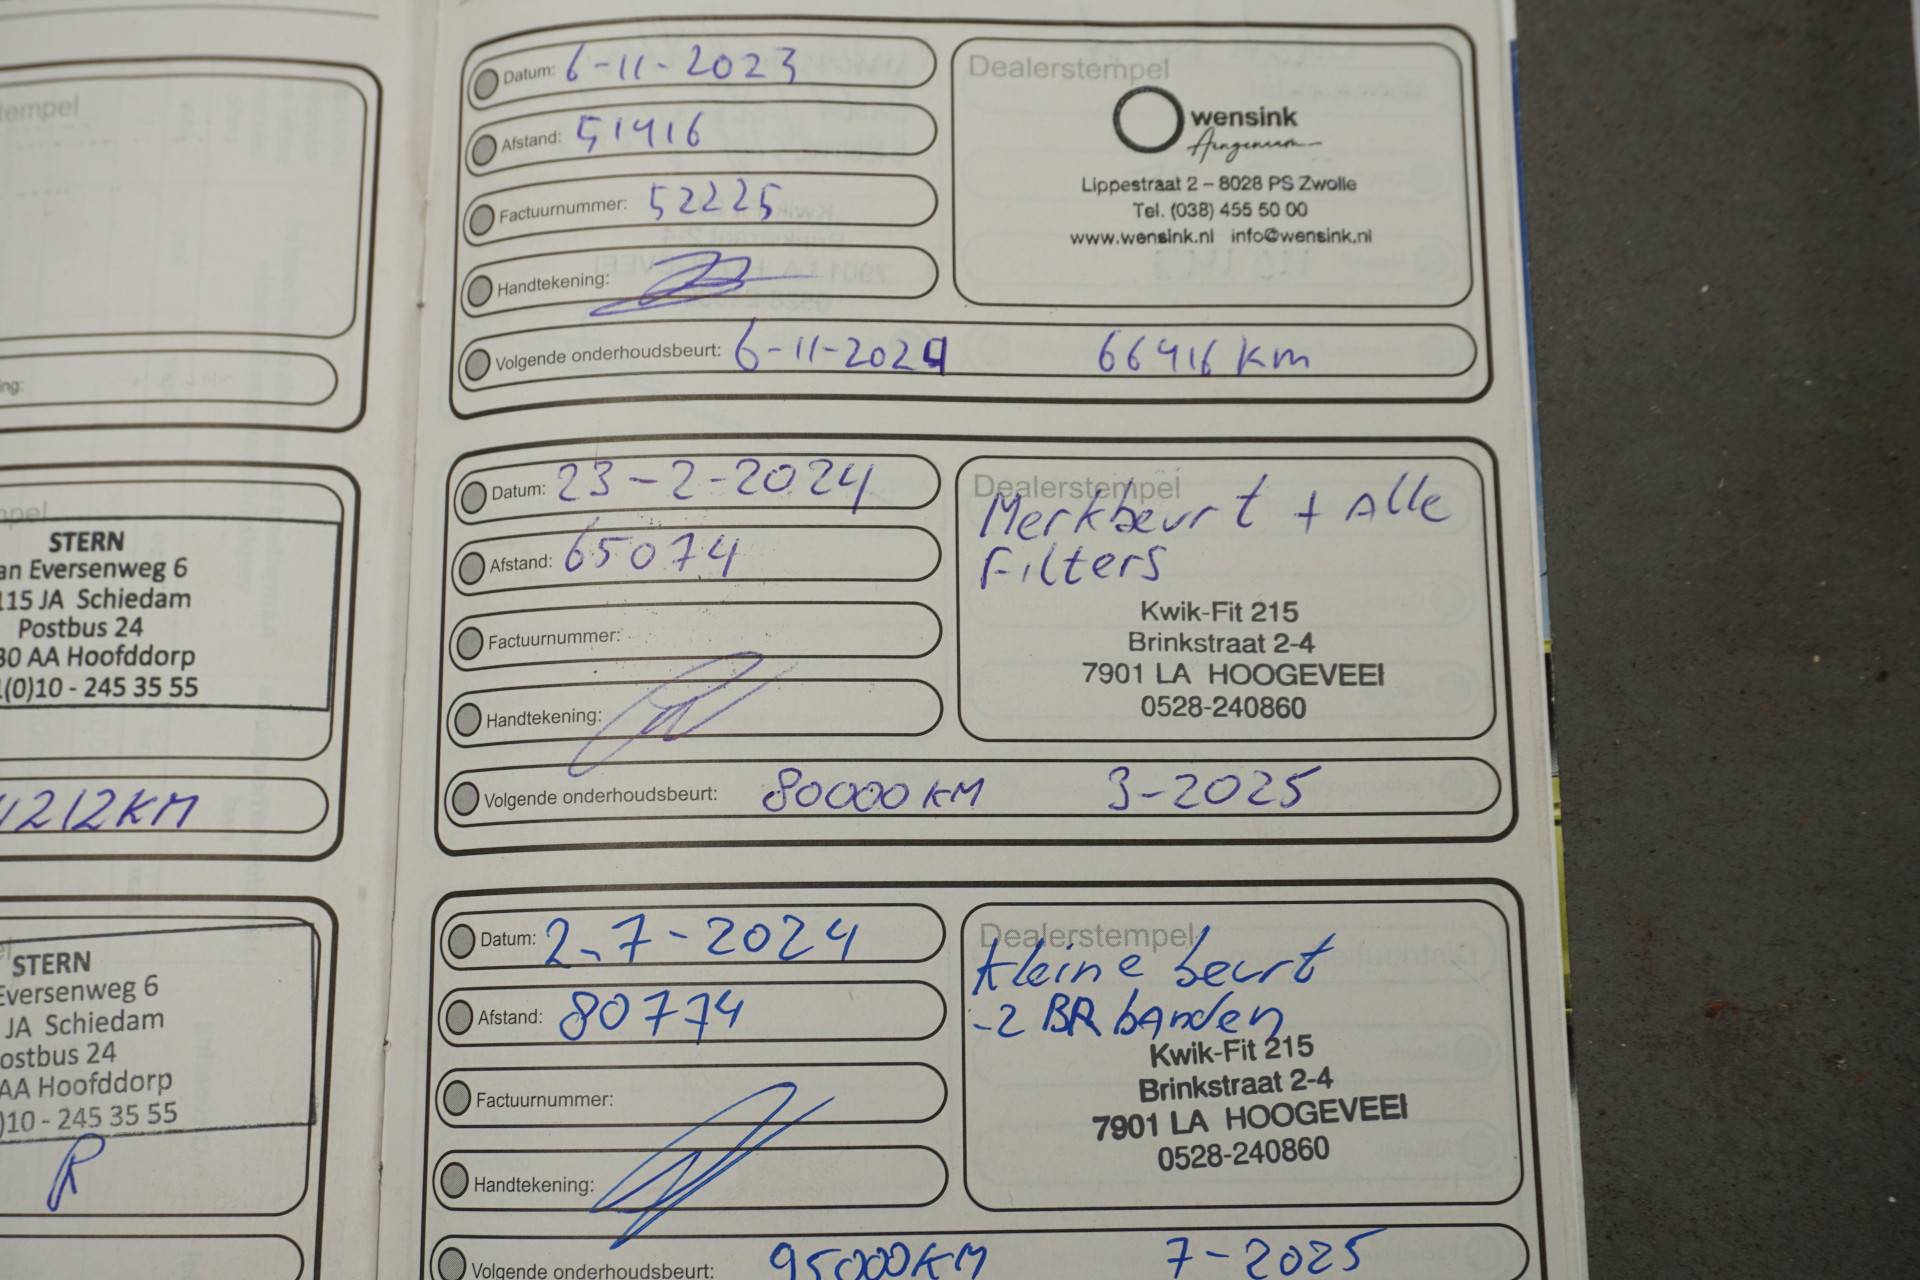 tempel
ng:
pel
STERN
an Eversenweg 6
115 JA Schiedam
Postbus 24
30 AA Hoofddorp
(0)10 - 245 35 55
212KM
STERN
Eversenweg 6
JA Schiedam
ostbus 24
AA Hoofddorp
)10 - 245 35 55
Datum: 6-11-2023
Afstand: 51416
Factuurnummer: 52225
Handtekening:
Volgende onderhoudsbeurt: 6-11-2024 66416 km
Dealerstempel
wensink
Lippestraat 2 – 8028 PS Zwolle
Tel. (038) 455 50 00
www.wensink.nl info@wensink.nl
Datum: 23-2-2024
Afstand: 65074
Factuurnummer:
Handtekening:
Volgende onderhoudsbeurt: 80000 KM 3-2025
Dealerstempel
Merkbeurt + Alle
Filters
Kwik-Fit 215
Brinkstraat 2-4
7901 LA HOOGEVEEI
0528-240860
Datum: 2-7-2024
Afstand: 80774
Factuurnummer:
Handtekening:
Volgende onderhoudsbeurt: 95000KM 7-2025
Dealerstempel
kleine beurt
-2 BR banden
Kwik-Fit 215
Brinkstraat 2-4
7901 LA HOOGEVEEI
0528-240860